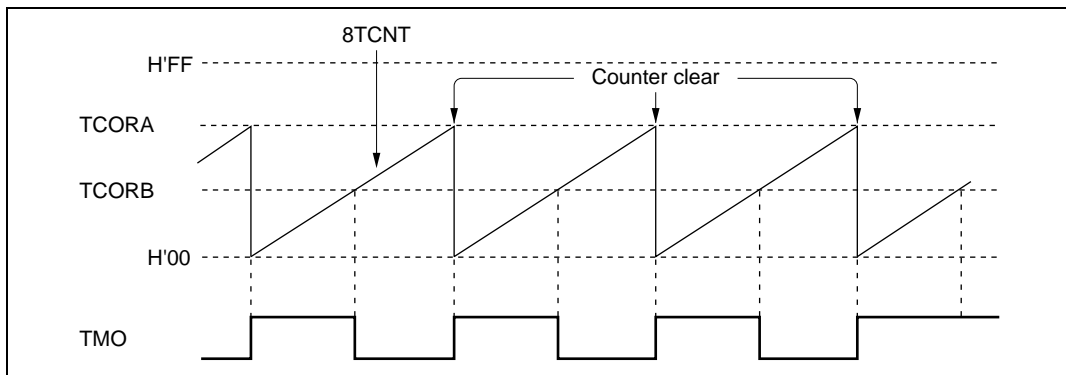 8TCNT
H'FF
Counter clear
TCORA
TCORB
H'00
TMO